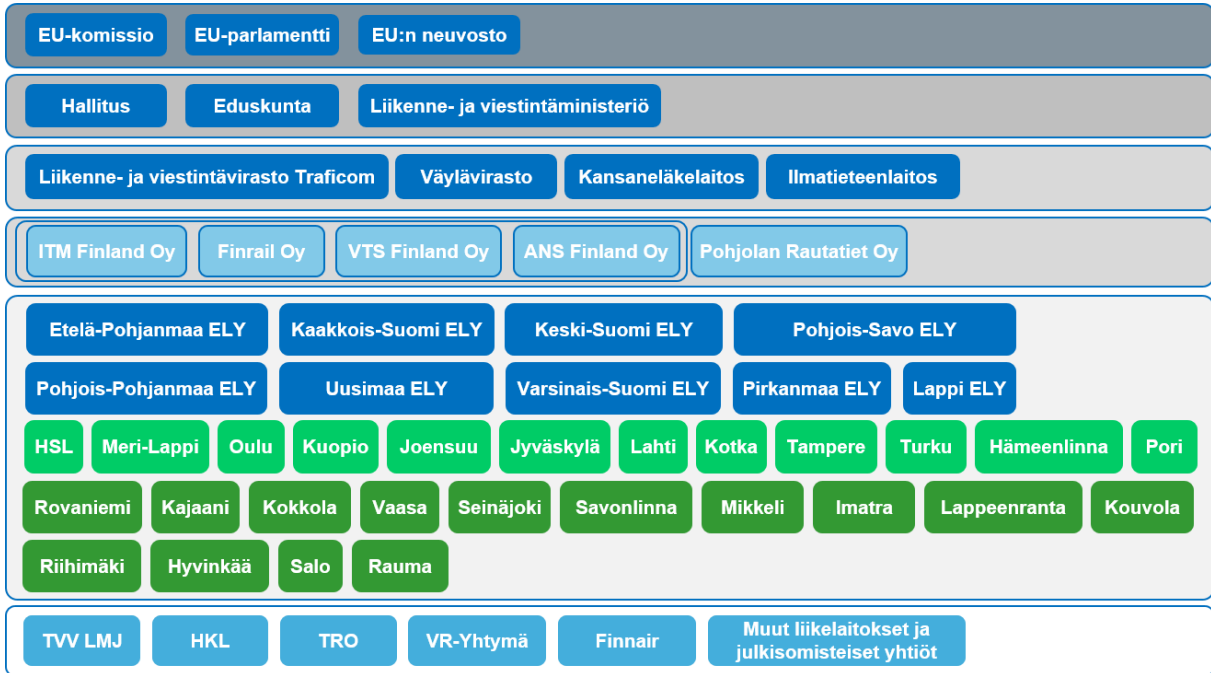 EU-komissio EU-parlamentti EU:n neuvosto
Hallitus Eduskunta Liikenne- ja viestintäministeriö
Liikenne- ja viestintävirasto Traficom Väylävirasto Kansaneläkelaitos Ilmatieteenlaitos
ITM Finland Oy Finrail Oy VTS Finland Oy ANS Finland Oy Pohjolan Rautatiet Oy
Etelä-Pohjanmaa ELY Kaakkois-Suomi ELY Keski-Suomi ELY Pohjois-Savo ELY
Pohjois-Pohjanmaa ELY Uusimaa ELY Varsinais-Suomi ELY Pirkanmaa ELY Lappi ELY
HSL Meri-Lappi Oulu Kuopio Joensuu Jyväskylä Lahti Kotka Tampere Turku Hämeenlinna Pori
Rovaniemi Kajaani Kokkola Vaasa Seinäjoki Savonlinna Mikkeli Imatra Lappeenranta Kouvola
Riihimäki Hyvinkää Salo Rauma
TVV LMJ HKL TRO VR-Yhtymä Finnair Muut liikelaitokset ja
julkisomisteiset yhtiöt